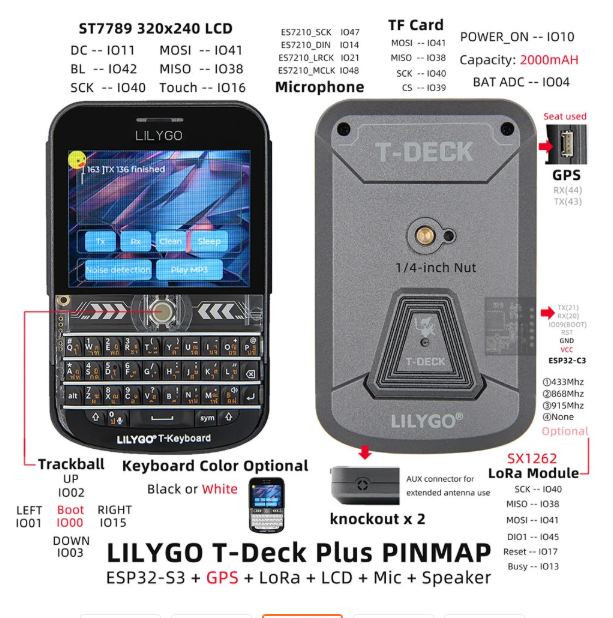 ST7789 320x240 LCD
DC -- IO11 MOSI -- IO41
BL -- IO42 MISO -- IO38
SCK -- IO40 Touch -- IO16
ES7210_SCK IO47
ES7210_DIN IO14
ES7210_LRCK IO21
ES7210_MCLK IO48
Microphone
TF Card
MOSI -- IO41
MISO -- IO38
SCK -- IO40
CS -- IO39
POWER_ON -- IO10
Capacity: 2000mAH
BAT ADC -- IO04
LILYGO
[ 163 ]TX 136 finished
Tx Rx Clean Sleep
Noise detection Play MP3
alt
sym
LILYGO® T-Keyboard
T-DECK
1/4-inch Nut
T-DECK
LILYGO®
Seat used
GPS
RX(44)
TX(43)
TX(21)
RX(20)
IO09(BOOT)
RST
GND
VCC
ESP32-C3
①433Mhz
②868Mhz
③915Mhz
④None
Optional
SX1262
LoRa Module
SCK -- IO40
MISO -- IO38
MOSI -- IO41
DIO1 -- IO45
Reset -- IO17
Busy -- IO13
Trackball
UP
IO02
LEFT Boot RIGHT
IO01 IO00 IO15
DOWN
IO03
Keyboard Color Optional
Black or White
AUX connector for
extended antenna use
knockout x 2
LILYGO T-Deck Plus PINMAP
ESP32-S3 + GPS + LoRa + LCD + Mic + Speaker